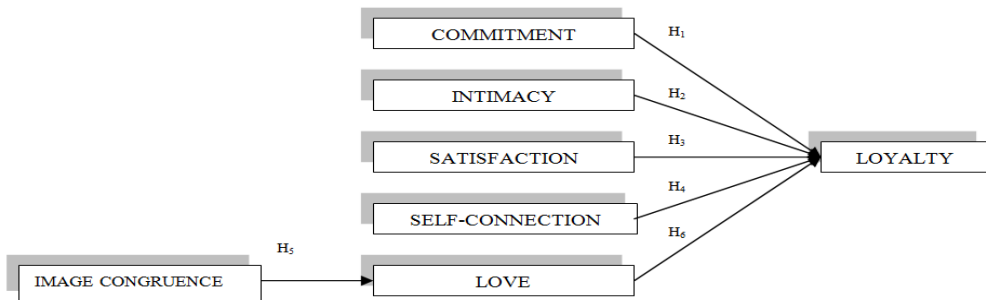 COMMITMENT
H₁
INTIMACY
H₂
SATISFACTION
H₃
LOYALTY
SELF-CONNECTION
H₄
H₆
IMAGE CONGRUENCE
H₅
LOVE